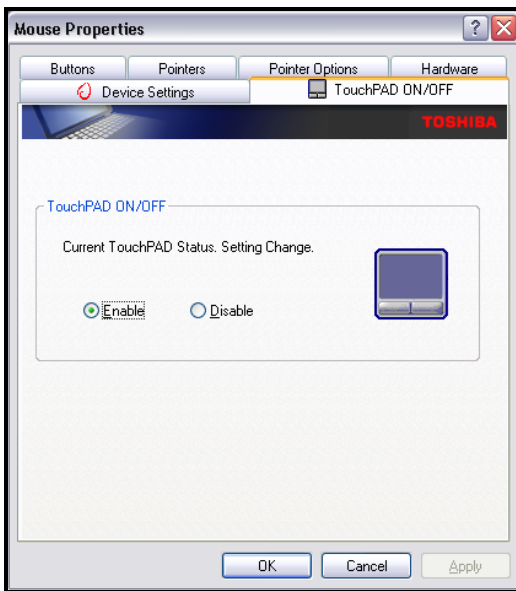 Mouse Properties
Buttons Pointers Pointer Options Hardware
Device Settings TouchPAD ON/OFF
TOSHIBA
TouchPAD ON/OFF
Current TouchPAD Status. Setting Change.
Enable Disable
OK Cancel Apply